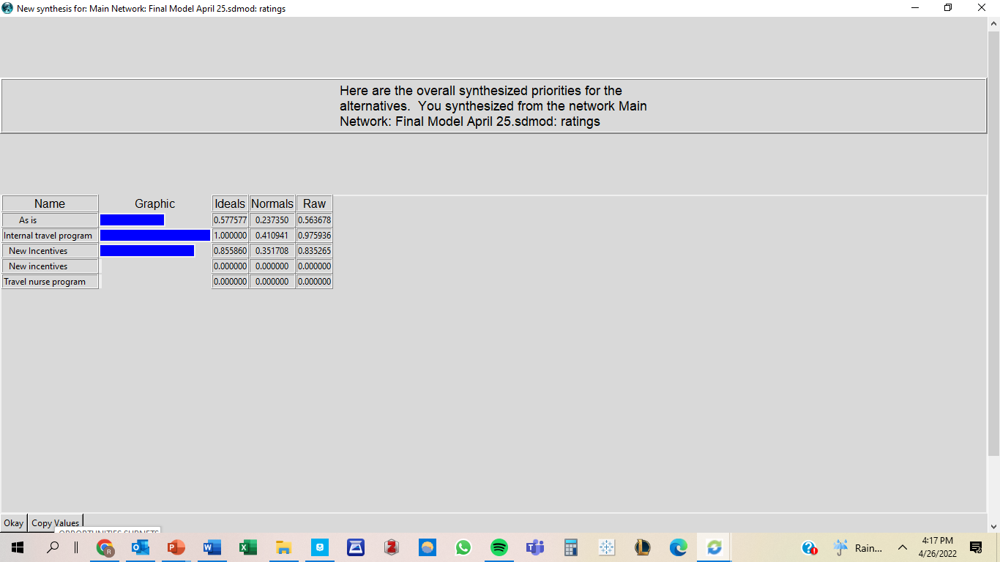 New synthesis for: Main Network: Final Model April 25.sdmod: ratings
Here are the overall synthesized priorities for the
alternatives. You synthesized from the network Main
Network: Final Model April 25.sdmod: ratings
Name Graphic Ideals Normals Raw
As is 0.577577 0.237350 0.563678
Internal travel program 1.000000 0.410941 0.975936
New Incentives 0.855860 0.351708 0.835265
New incentives 0.000000 0.000000 0.000000
Travel nurse program 0.000000 0.000000 0.000000
Okay Copy Values
OPPORTUNITIES SUBNETS
Rain...
4:17 PM
4/26/2022